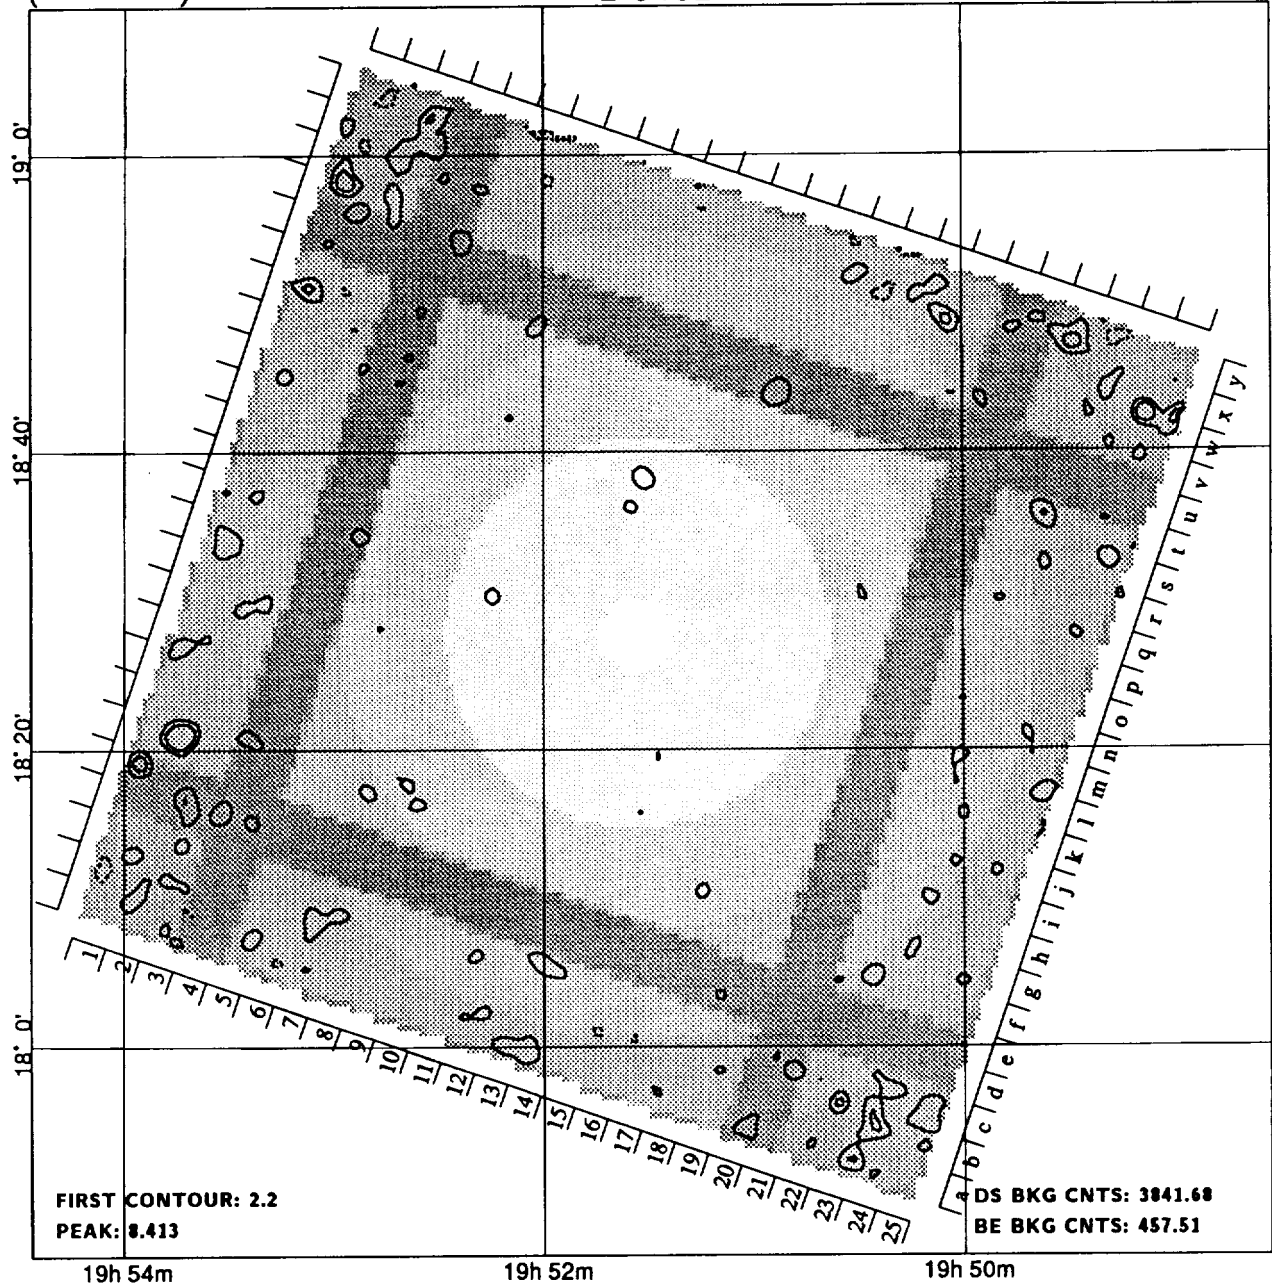 19° 0'
18° 40'
18° 20'
18° 0'
y
x
w
v
u
t
s
r
q
p
o
n
m
l
k
j
i
h
g
f
e
d
c
b
a
1 2 3 4 5 6 7 8 9 10 11 12 13 14 15 16 17 18 19 20 21 22 23 24 25
FIRST CONTOUR: 2.2
PEAK: 8.413
DS BKG CNTS: 3841.68
BE BKG CNTS: 457.51
19h 54m 19h 52m 19h 50m